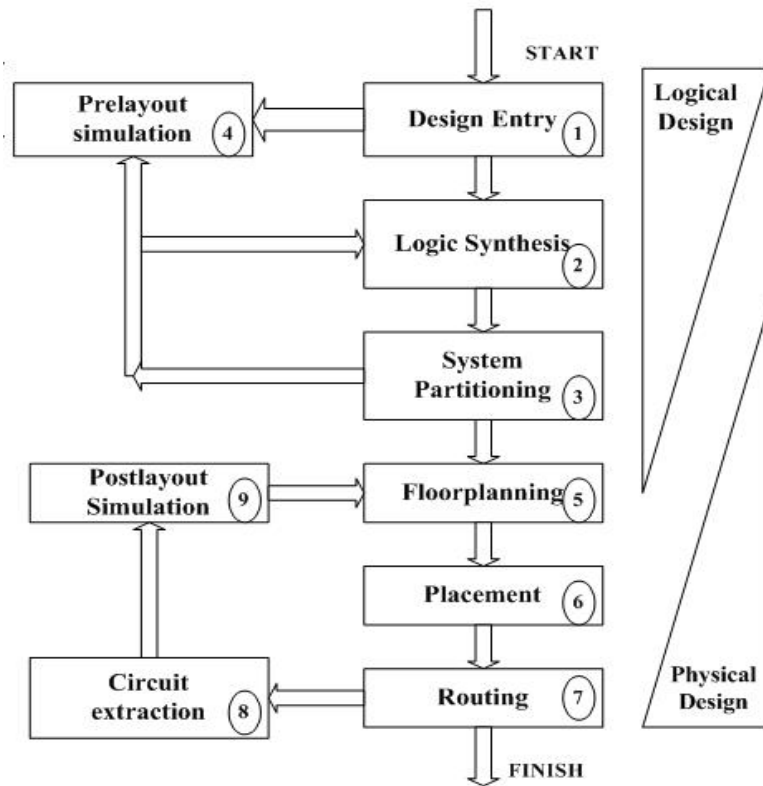 START
Prelayout
simulation
4
Design Entry
1
Logical
Design
Logic Synthesis
2
System
Partitioning
3
Postlayout
Simulation
9
Floorplanning
5
Placement
6
Circuit
extraction
8
Routing
7
Physical
Design
FINISH